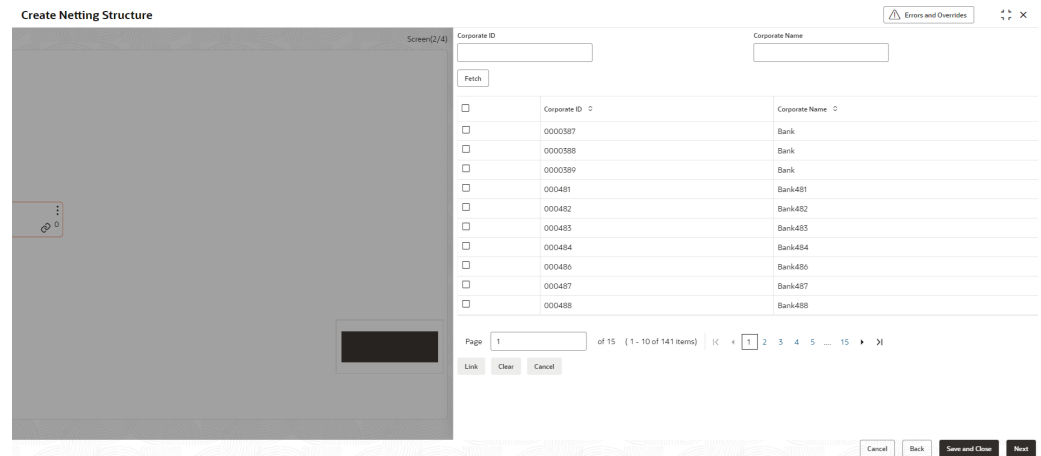 Create Netting Structure
Errors and Overrides
Screen(2/4)
0
Corporate ID
Corporate Name
Fetch
Corporate ID Corporate Name
0000387 Bank
0000388 Bank
0000389 Bank
000481 Bank481
000482 Bank482
000483 Bank483
000484 Bank484
000486 Bank486
000487 Bank487
000488 Bank488
Page 1 of 15 ( 1 - 10 of 141 items) 1 2 3 4 5 .... 15
Link Clear Cancel
Cancel Back Save and Close Next